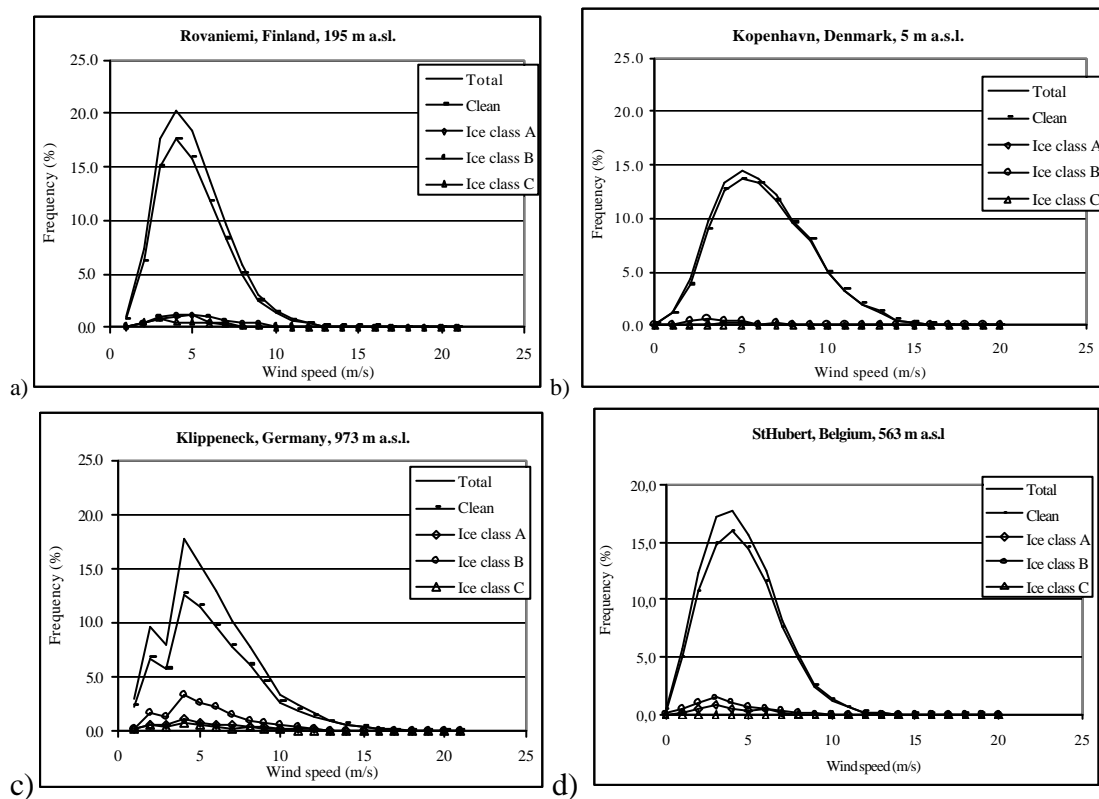 Rovaniemi, Finland, 195 m a.sl.
25.0
20.0
15.0
10.0
5.0
0.0
Frequency (%)
Total
Clean
Ice class A
Ice class B
Ice class C
0 5 10 15 20 25
Wind speed (m/s)
a)
Kopenhavn, Denmark, 5 m a.s.l.
25.0
20.0
15.0
10.0
5.0
0.0
Frequency (%)
Total
Clean
Ice class A
Ice class B
Ice class C
0 5 10 15 20 25
Wind speed (m/s)
b)
Klippeneck, Germany, 973 m a.s.l.
25.0
20.0
15.0
10.0
5.0
0.0
Frequency (%)
Total
Clean
Ice class A
Ice class B
Ice class C
0 5 10 15 20 25
Wind speed (m/s)
c)
StHubert, Belgium, 563 m a.s.l
20,0
15,0
10,0
5,0
0,0
Frequency (%)
Total
Clean
Ice class A
Ice class B
Ice class C
0 5 10 15 20 25
Wind speed (m/s)
d)